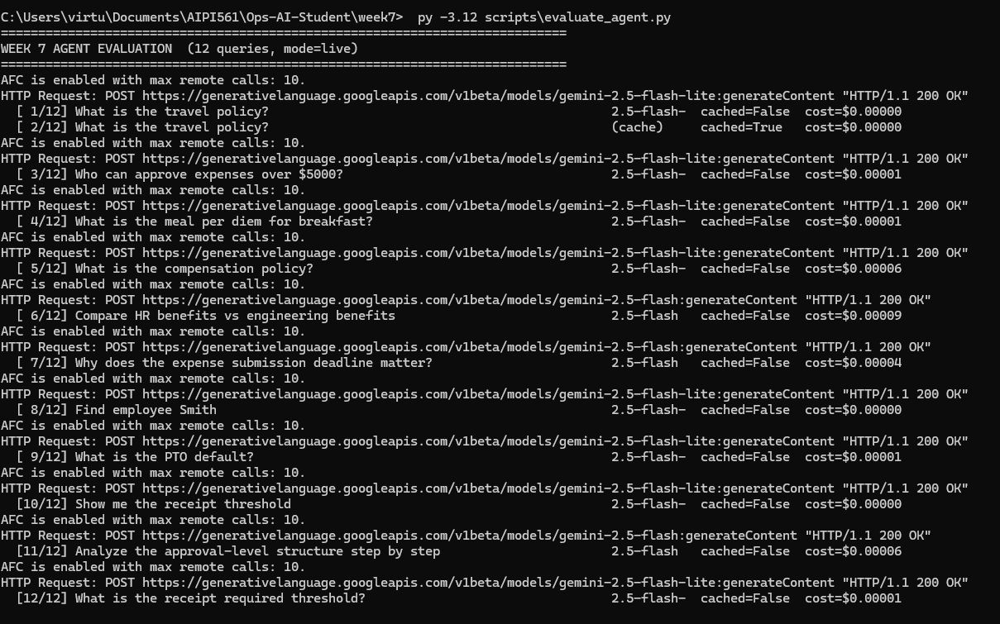 C:\Users\virtu\Documents\AIPI561\Ops-AI-Student\week7>  py -3.12 scripts\evaluate_agent.py
============================================================================
WEEK 7 AGENT EVALUATION  (12 queries, mode=live)
============================================================================
AFC is enabled with max remote calls: 10.
HTTP Request: POST https://generativelanguage.googleapis.com/v1beta/models/gemini-2.5-flash-lite:generateContent "HTTP/1.1 200 OK"
  [ 1/12] What is the travel policy?                                              2.5-flash-  cached=False  cost=$0.00000
  [ 2/12] What is the travel policy?                                              (cache)     cached=True   cost=$0.00000
AFC is enabled with max remote calls: 10.
HTTP Request: POST https://generativelanguage.googleapis.com/v1beta/models/gemini-2.5-flash-lite:generateContent "HTTP/1.1 200 OK"
  [ 3/12] Who can approve expenses over $5000?                                    2.5-flash-  cached=False  cost=$0.00001
AFC is enabled with max remote calls: 10.
HTTP Request: POST https://generativelanguage.googleapis.com/v1beta/models/gemini-2.5-flash-lite:generateContent "HTTP/1.1 200 OK"
  [ 4/12] What is the meal per diem for breakfast?                                2.5-flash-  cached=False  cost=$0.00001
AFC is enabled with max remote calls: 10.
HTTP Request: POST https://generativelanguage.googleapis.com/v1beta/models/gemini-2.5-flash-lite:generateContent "HTTP/1.1 200 OK"
  [ 5/12] What is the compensation policy?                                        2.5-flash-  cached=False  cost=$0.00006
AFC is enabled with max remote calls: 10.
HTTP Request: POST https://generativelanguage.googleapis.com/v1beta/models/gemini-2.5-flash:generateContent "HTTP/1.1 200 OK"
  [ 6/12] Compare HR benefits vs engineering benefits                             2.5-flash   cached=False  cost=$0.00009
AFC is enabled with max remote calls: 10.
HTTP Request: POST https://generativelanguage.googleapis.com/v1beta/models/gemini-2.5-flash:generateContent "HTTP/1.1 200 OK"
  [ 7/12] Why does the expense submission deadline matter?                        2.5-flash   cached=False  cost=$0.00004
AFC is enabled with max remote calls: 10.
HTTP Request: POST https://generativelanguage.googleapis.com/v1beta/models/gemini-2.5-flash-lite:generateContent "HTTP/1.1 200 OK"
  [ 8/12] Find employee Smith                                                     2.5-flash-  cached=False  cost=$0.00000
AFC is enabled with max remote calls: 10.
HTTP Request: POST https://generativelanguage.googleapis.com/v1beta/models/gemini-2.5-flash-lite:generateContent "HTTP/1.1 200 OK"
  [ 9/12] What is the PTO default?                                                2.5-flash-  cached=False  cost=$0.00001
AFC is enabled with max remote calls: 10.
HTTP Request: POST https://generativelanguage.googleapis.com/v1beta/models/gemini-2.5-flash-lite:generateContent "HTTP/1.1 200 OK"
  [10/12] Show me the receipt threshold                                           2.5-flash-  cached=False  cost=$0.00000
AFC is enabled with max remote calls: 10.
HTTP Request: POST https://generativelanguage.googleapis.com/v1beta/models/gemini-2.5-flash:generateContent "HTTP/1.1 200 OK"
  [11/12] Analyze the approval-level structure step by step                       2.5-flash   cached=False  cost=$0.00006
AFC is enabled with max remote calls: 10.
HTTP Request: POST https://generativelanguage.googleapis.com/v1beta/models/gemini-2.5-flash-lite:generateContent "HTTP/1.1 200 OK"
  [12/12] What is the receipt required threshold?                                 2.5-flash-  cached=False  cost=$0.00001